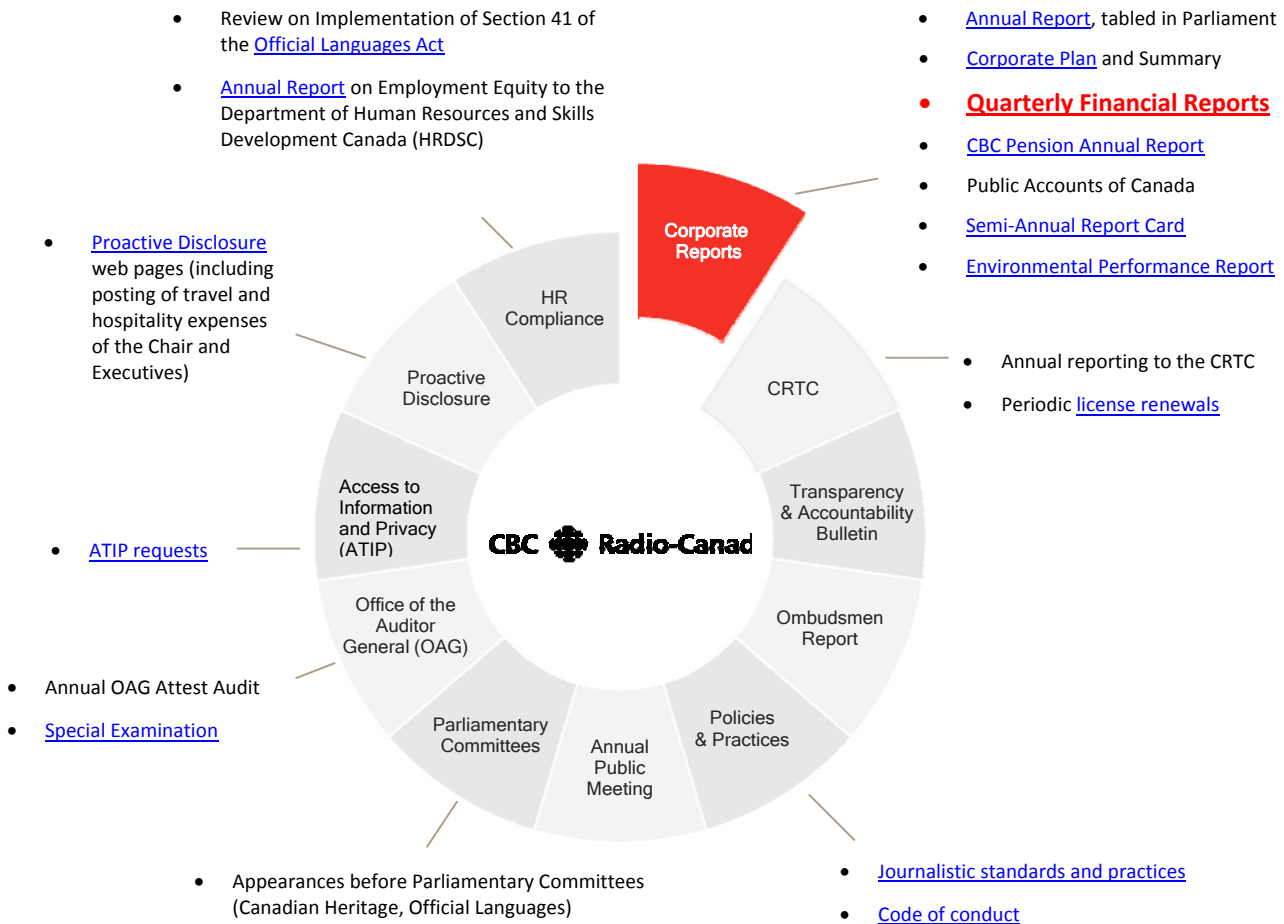 • Review on Implementation of Section 41 of
the Official Languages Act
• Annual Report on Employment Equity to the
Department of Human Resources and Skills
Development Canada (HRDSC)
• Annual Report, tabled in Parliament
• Corporate Plan and Summary
• Quarterly Financial Reports
• CBC Pension Annual Report
• Public Accounts of Canada
• Semi-Annual Report Card
• Environmental Performance Report
• Proactive Disclosure
web pages (including
posting of travel and
hospitality expenses
of the Chair and
Executives)
Corporate
Reports
HR
Compliance
Proactive
Disclosure
CRTC
• Annual reporting to the CRTC
• Periodic license renewals
Access to
Information
and Privacy
(ATIP)
• ATIP requests
CBC Radio-Canad
Transparency
& Accountability
Bulletin
Office of the
Auditor
General (OAG)
Ombudsmen
Report
• Annual OAG Attest Audit
• Special Examination
Parliamentary
Committees
Annual
Public
Meeting
Policies
& Practices
• Appearances before Parliamentary Committees
(Canadian Heritage, Official Languages)
• Journalistic standards and practices
• Code of conduct